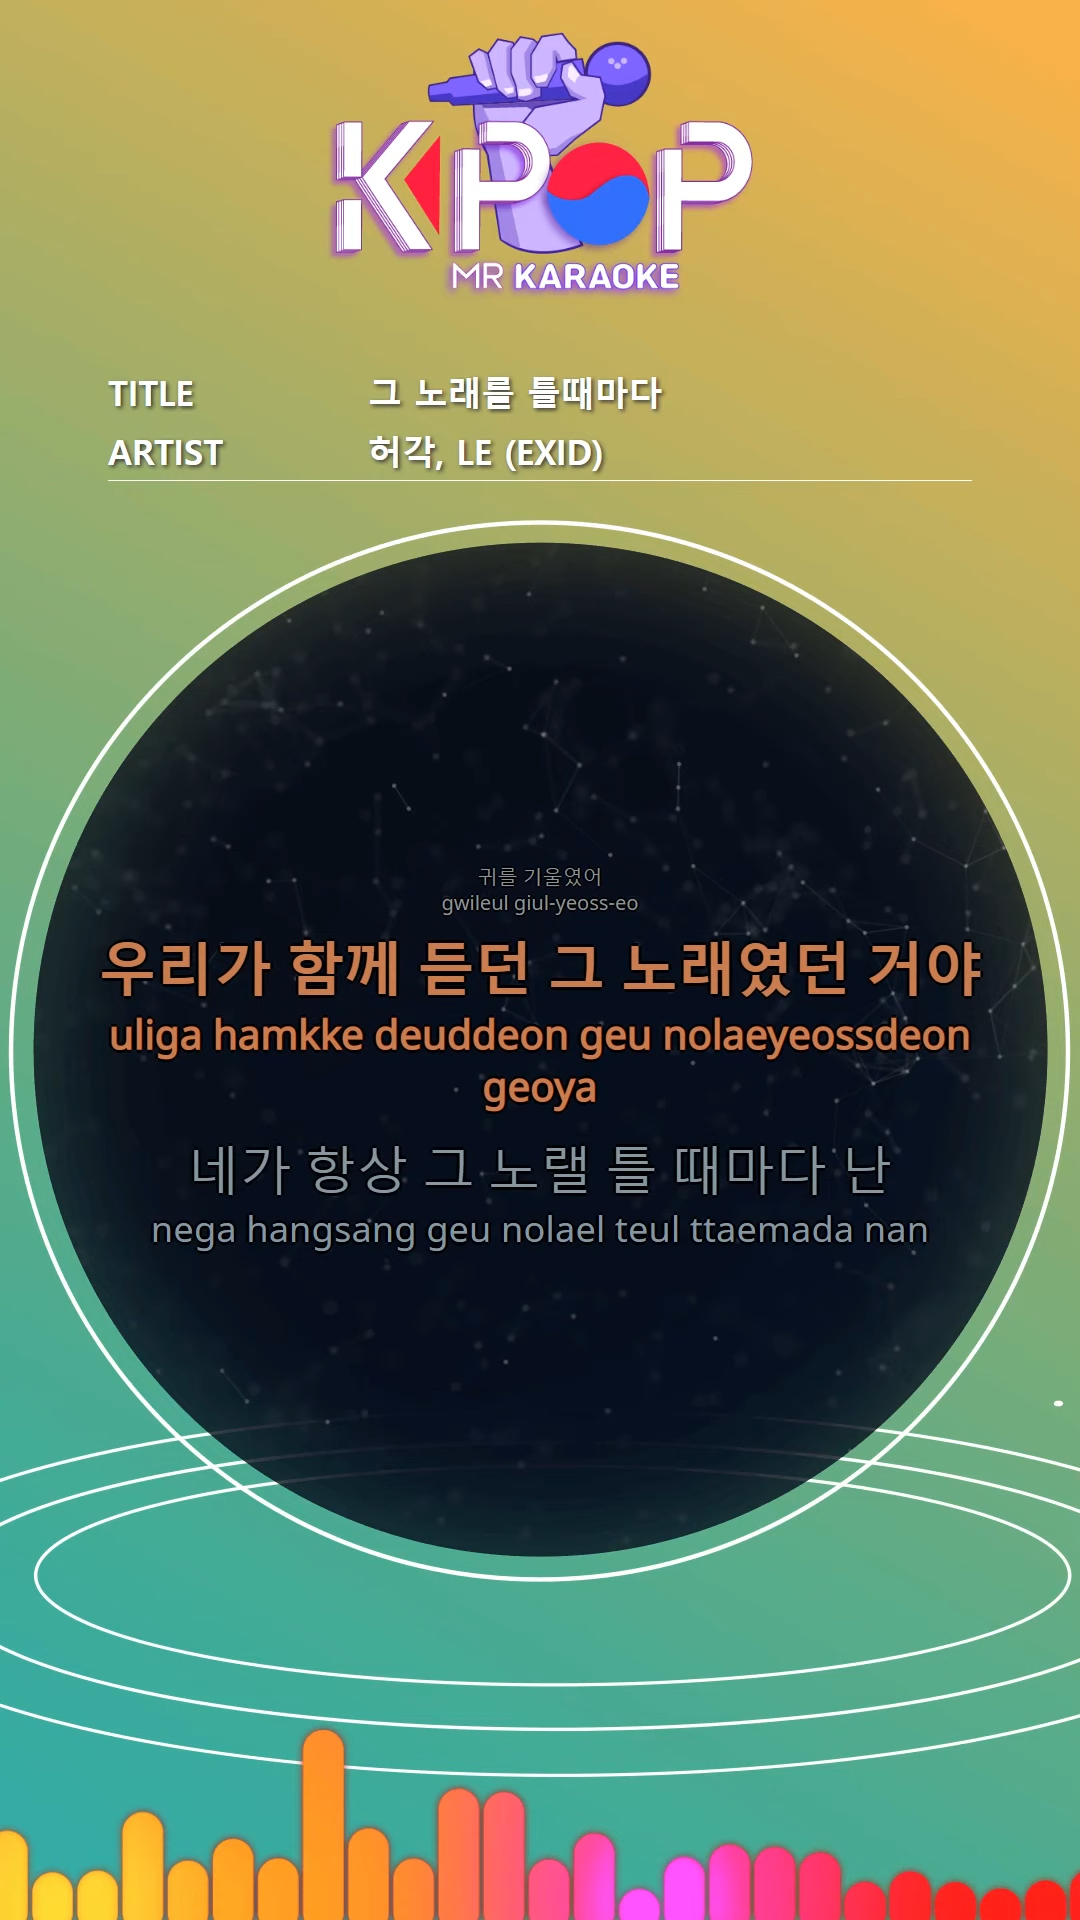 KPOP
MR KARAOKE
TITLE 그 노래를 틀때마다
ARTIST 허각, LE (EXID)
귀를 기울였어
gwileul giul-yeoss-eo
우리가 함께 듣던 그 노래였던 거야
uliga hamkke deuddeon geu nolaeyeossdeon
geoya
네가 항상 그 노랠 틀 때마다 난
nega hangsang geu nolael teul ttaemada nan